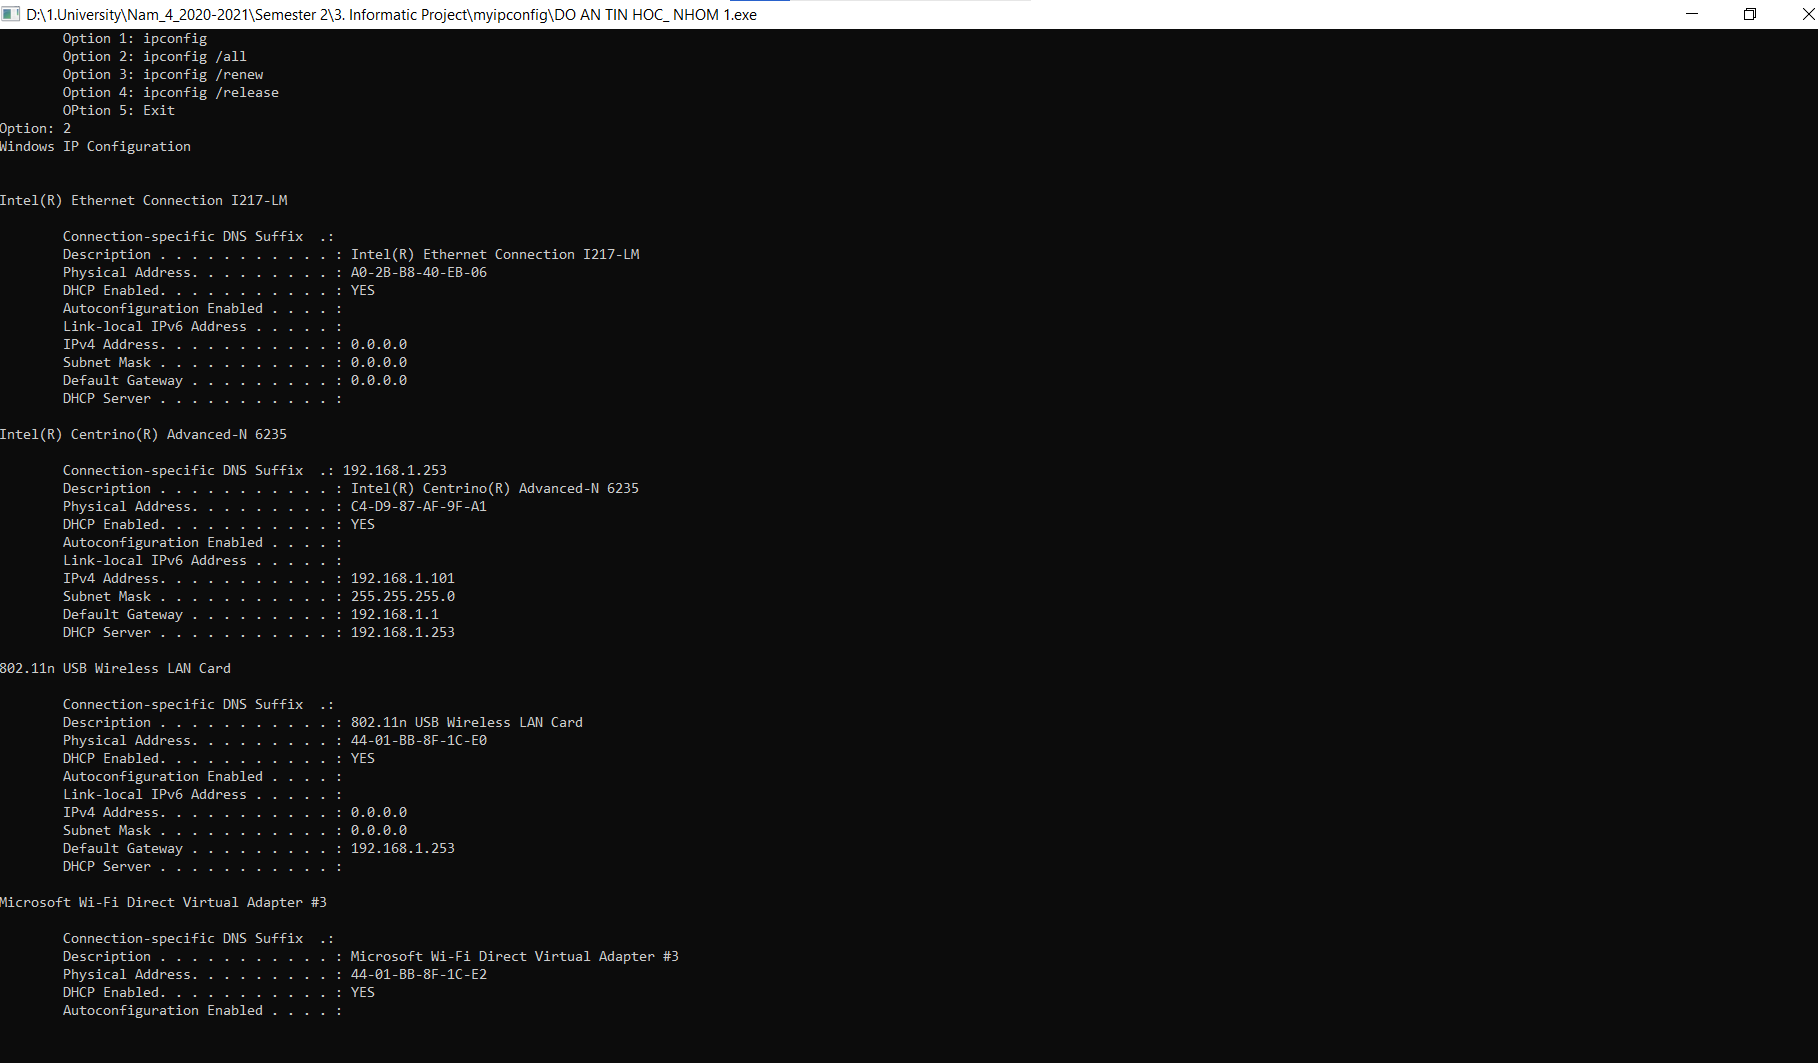 D:\1.University\Nam_4_2020-2021\Semester 2\3. Informatic Project\myipconfig\DO AN TIN HOC_ NHOM 1.exe
Option 1: ipconfig
Option 2: ipconfig /all
Option 3: ipconfig /renew
Option 4: ipconfig /release
OPtion 5: Exit
Option: 2
Windows IP Configuration
Intel(R) Ethernet Connection I217-LM
Connection-specific DNS Suffix  .:
Description . . . . . . . . . . . : Intel(R) Ethernet Connection I217-LM
Physical Address. . . . . . . . . : A0-2B-B8-40-EB-06
DHCP Enabled. . . . . . . . . . . : YES
Autoconfiguration Enabled . . . . :
Link-local IPv6 Address . . . . . :
IPv4 Address. . . . . . . . . . . : 0.0.0.0
Subnet Mask . . . . . . . . . . . : 0.0.0.0
Default Gateway . . . . . . . . . : 0.0.0.0
DHCP Server . . . . . . . . . . . :
Intel(R) Centrino(R) Advanced-N 6235
Connection-specific DNS Suffix  .: 192.168.1.253
Description . . . . . . . . . . . : Intel(R) Centrino(R) Advanced-N 6235
Physical Address. . . . . . . . . : C4-D9-87-AF-9F-A1
DHCP Enabled. . . . . . . . . . . : YES
Autoconfiguration Enabled . . . . :
Link-local IPv6 Address . . . . . :
IPv4 Address. . . . . . . . . . . : 192.168.1.101
Subnet Mask . . . . . . . . . . . : 255.255.255.0
Default Gateway . . . . . . . . . : 192.168.1.1
DHCP Server . . . . . . . . . . . : 192.168.1.253
802.11n USB Wireless LAN Card
Connection-specific DNS Suffix  .:
Description . . . . . . . . . . . : 802.11n USB Wireless LAN Card
Physical Address. . . . . . . . . : 44-01-BB-8F-1C-E0
DHCP Enabled. . . . . . . . . . . : YES
Autoconfiguration Enabled . . . . :
Link-local IPv6 Address . . . . . :
IPv4 Address. . . . . . . . . . . : 0.0.0.0
Subnet Mask . . . . . . . . . . . : 0.0.0.0
Default Gateway . . . . . . . . . : 192.168.1.253
DHCP Server . . . . . . . . . . . :
Microsoft Wi-Fi Direct Virtual Adapter #3
Connection-specific DNS Suffix  .:
Description . . . . . . . . . . . : Microsoft Wi-Fi Direct Virtual Adapter #3
Physical Address. . . . . . . . . : 44-01-BB-8F-1C-E2
DHCP Enabled. . . . . . . . . . . : YES
Autoconfiguration Enabled . . . . :